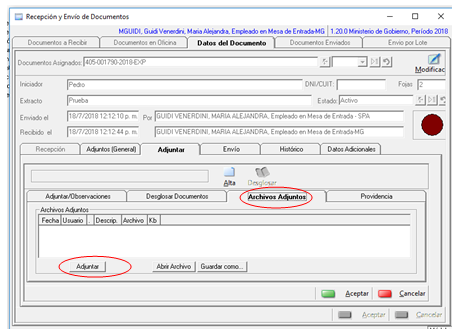 Recepción y Envío de Documentos
MGUIDI, Guidi Venerdini, Maria Alejandra, Empleado en Mesa de Entrada-MG 1.20.0 Ministerio de Gobierno, Período 2018
Documentos a Recibir Documentos en Oficina Datos del Documento Documentos Enviados Envio por Lote
Documentos Asignados: 405-001790-2018-EXP
Modificac
Iniciador Pedro DNI/CUIT: Fojas 2
Extracto Prueba Estado: Activo
Enviado el 18/7/2018 12:12:10 p. m. Por GUIDI VENERDINI, MARIA ALEJANDRA, Empleado en Mesa de Entrada - SPA
Recibido el 18/7/2018 12:12:44 p. m. GUIDI VENERDINI, MARIA ALEJANDRA, Empleado en Mesa de Entrada-MG
Recepción Adjuntos (General) Adjuntar Envío Histórico Datos Adicionales
Alta Desglosar
Adjuntar/Observaciones Desglosar Documentos Archivos Adjuntos Providencia
Archivos Adjuntos
Fecha Usuario . Descrip. Archivo Kb
Adjuntar Abrir Archivo Guardar como...
Aceptar Cancelar
Aceptar Cancelar